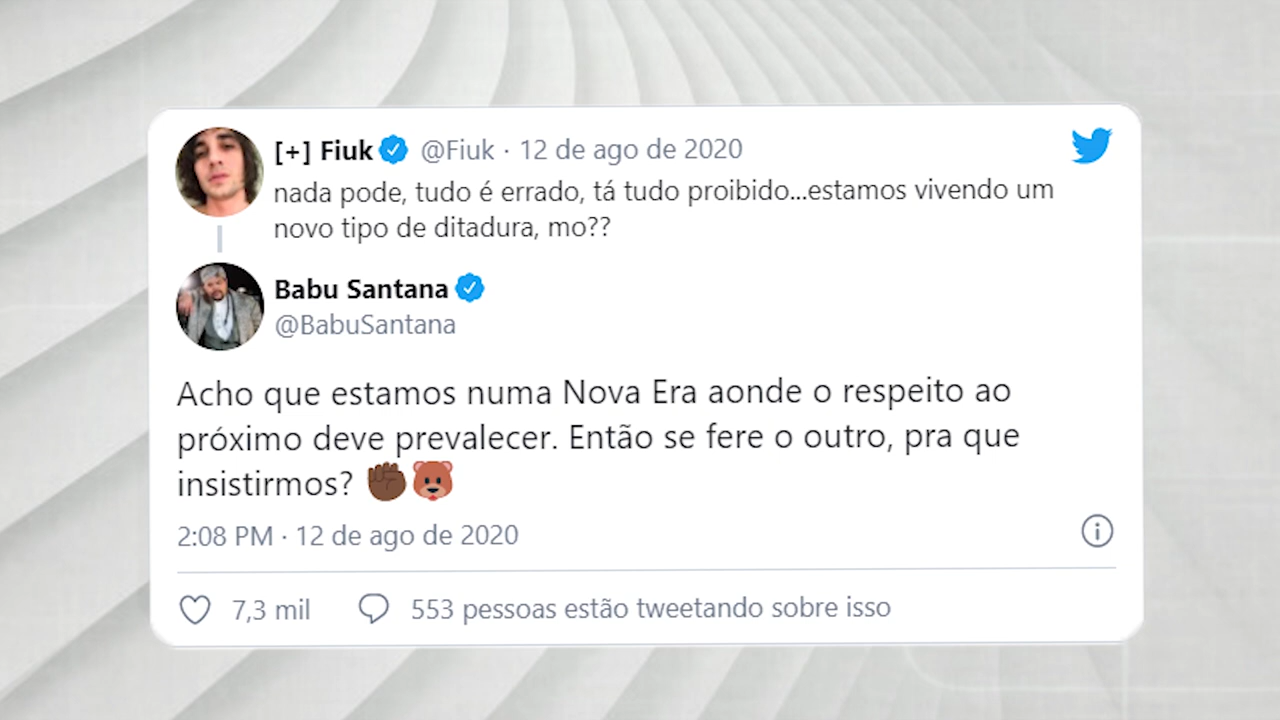 [+] Fiuk @Fiuk · 12 de ago de 2020
nada pode, tudo é errado, tá tudo proibido...estamos vivendo um
novo tipo de ditadura, mo??
Babu Santana
@BabuSantana
Acho que estamos numa Nova Era aonde o respeito ao
próximo deve prevalecer. Então se fere o outro, pra que
insistirmos? ✊🏿🐻
2:08 PM · 12 de ago de 2020
7,3 mil 553 pessoas estão tweetando sobre isso